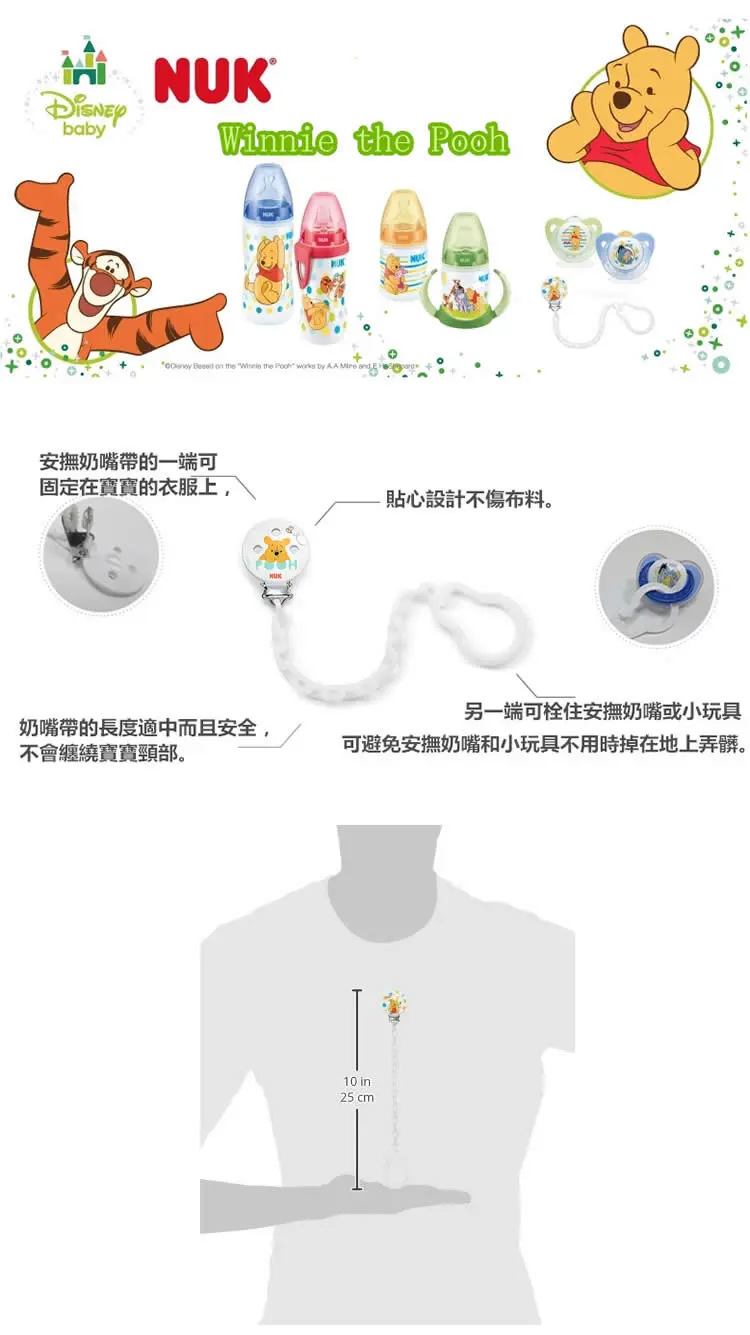 Disney
baby
NUK®
Winnie the Pooh
NUK
NUK
NUK
NUK
NUK
©Disney Based on the "Winnie the Pooh" works by A.A Milne and E.H.Shepard
安撫奶嘴帶的一端可
固定在寶寶的衣服上，
貼心設計不傷布料。
POOH
NUK
另一端可栓住安撫奶嘴或小玩具
可避免安撫奶嘴和小玩具不用時掉在地上弄髒。
奶嘴帶的長度適中而且安全，
不會纏繞寶寶頸部。
10 in
25 cm